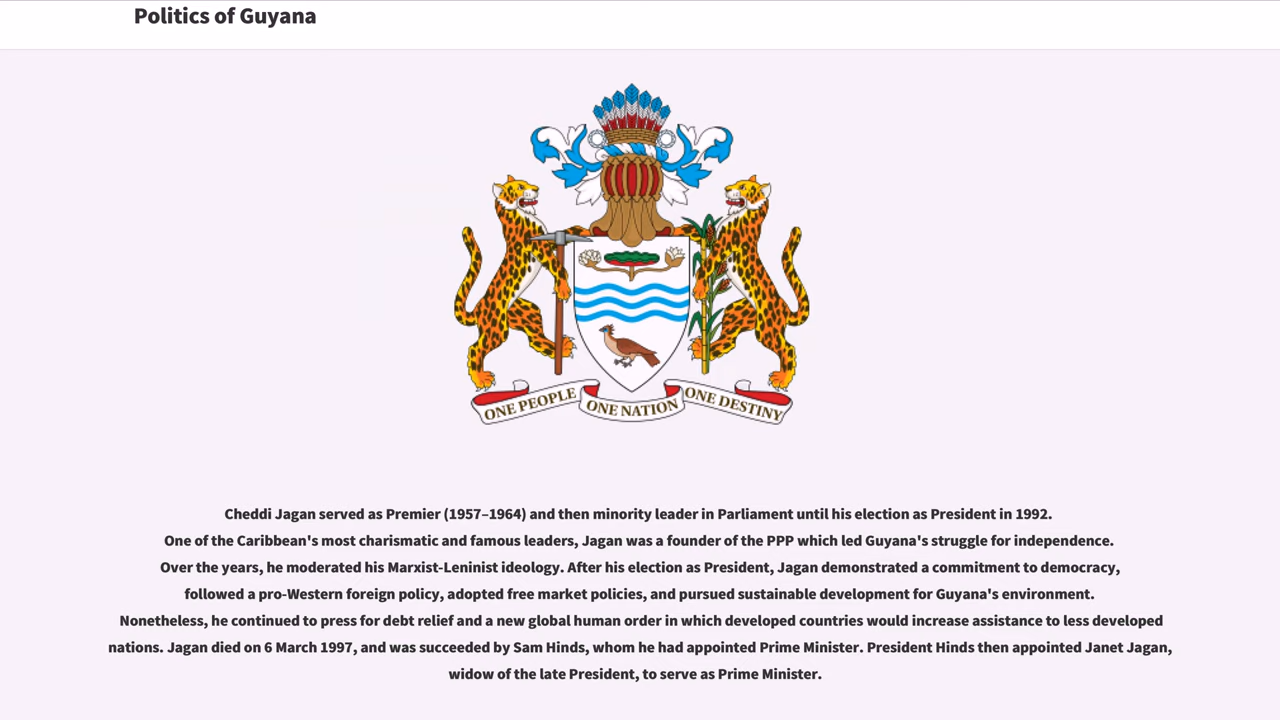 Politics of Guyana
ONE PEOPLE ONE NATION ONE DESTINY
Cheddi Jagan served as Premier (1957–1964) and then minority leader in Parliament until his election as President in 1992.
One of the Caribbean's most charismatic and famous leaders, Jagan was a founder of the PPP which led Guyana's struggle for independence.
Over the years, he moderated his Marxist-Leninist ideology. After his election as President, Jagan demonstrated a commitment to democracy,
followed a pro-Western foreign policy, adopted free market policies, and pursued sustainable development for Guyana's environment.
Nonetheless, he continued to press for debt relief and a new global human order in which developed countries would increase assistance to less developed
nations. Jagan died on 6 March 1997, and was succeeded by Sam Hinds, whom he had appointed Prime Minister. President Hinds then appointed Janet Jagan,
widow of the late President, to serve as Prime Minister.